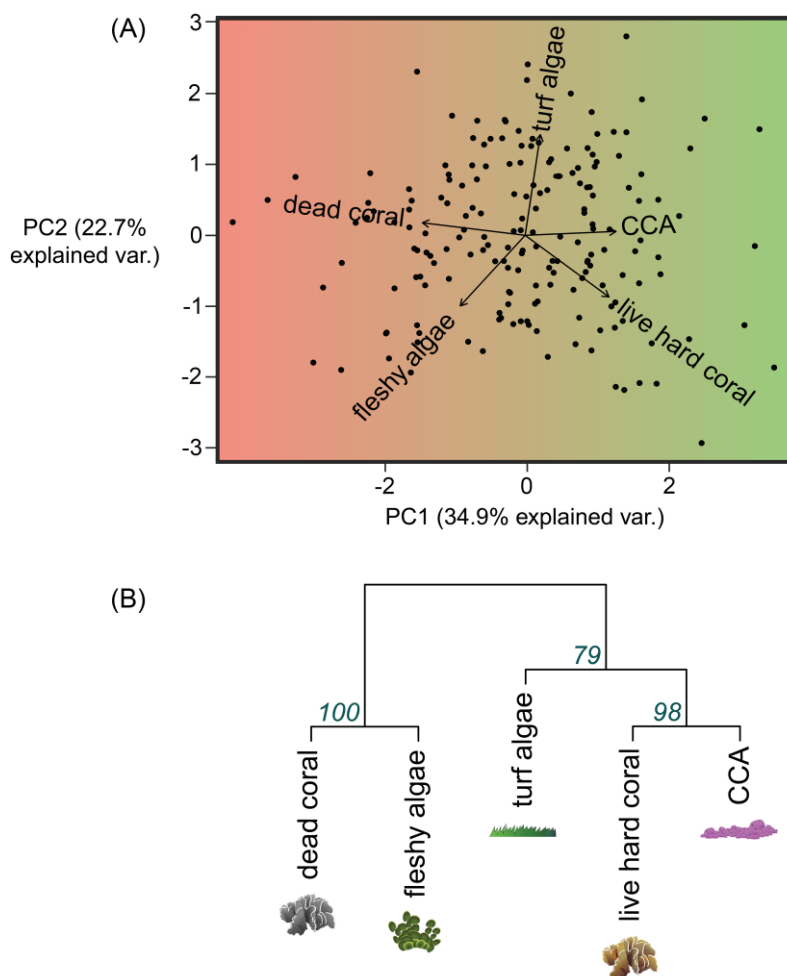 (A)
3
2
1
0
-1
-2
-3
PC2 (22.7%
explained var.)
turf algae
dead coral
CCA
fleshy algae
live hard coral
-2
0
2
PC1 (34.9% explained var.)
(B)
79
100
98
dead coral
fleshy algae
turf algae
live hard coral
CCA